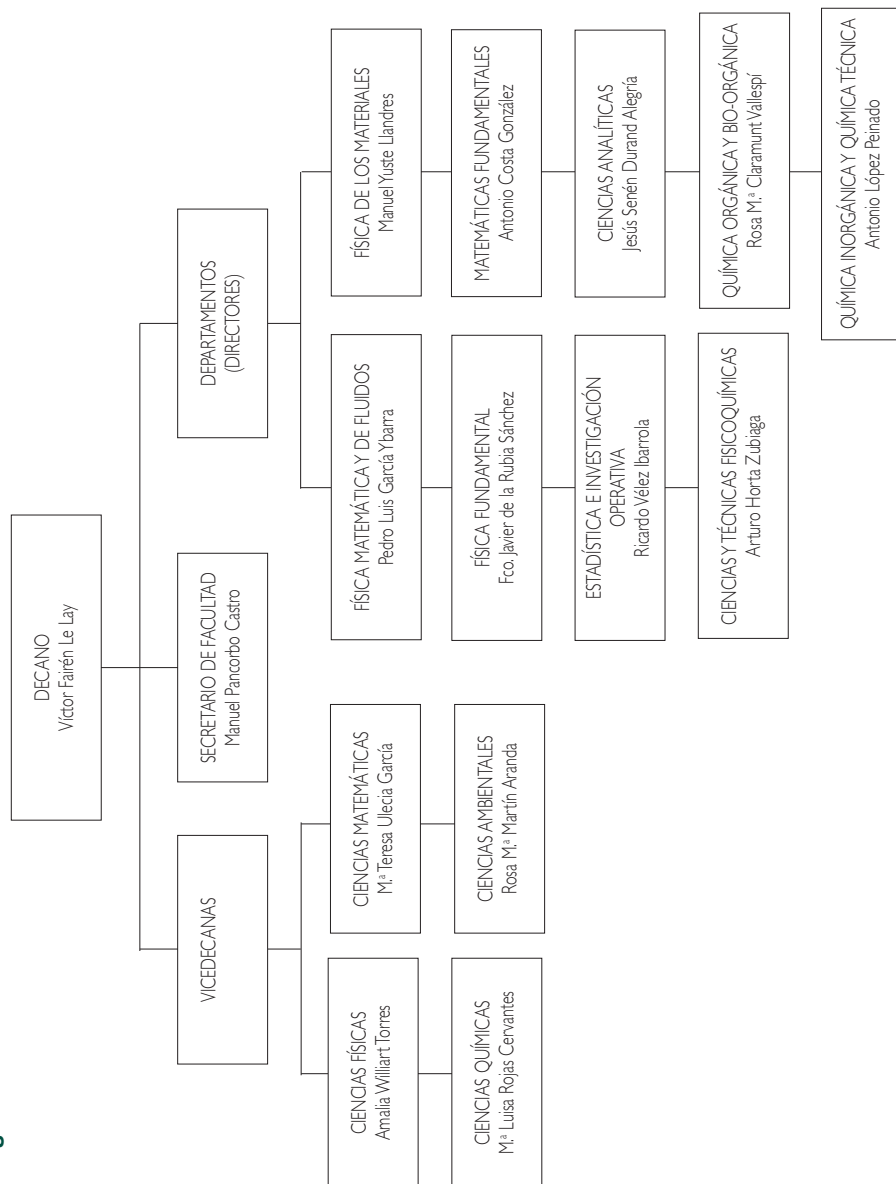 DECANO
Víctor Fairén Le Lay
VICEDECANAS
SECRETARIO DE FACULTAD
Manuel Pancorbo Castro
DEPARTAMENTOS
(DIRECTORES)
CIENCIAS FÍSICAS
Amalia Williart Torres
CIENCIAS MATEMÁTICAS
M.ª Teresa Ulecia García
FÍSICA MATEMÁTICA Y DE FLUIDOS
Pedro Luis García Ybarra
FÍSICA DE LOS MATERIALES
Manuel Yuste Llandres
CIENCIAS QUÍMICAS
M.ª Luisa Rojas Cervantes
CIENCIAS AMBIENTALES
Rosa M.ª Martín Aranda
FÍSICA FUNDAMENTAL
Fco. Javier de la Rubia Sánchez
MATEMÁTICAS FUNDAMENTALES
Antonio Costa González
ESTADÍSTICA E INVESTIGACIÓN
OPERATIVA
Ricardo Vélez Ibarrola
CIENCIAS ANALÍTICAS
Jesús Senén Durand Alegría
CIENCIAS Y TÉCNICAS FISICOQUÍMICAS
Arturo Horta Zubiaga
QUÍMICA ORGÁNICA Y BIO-ORGÁNICA
Rosa M.ª Claramunt Vallespí
QUÍMICA INORGÁNICA Y QUÍMICA TÉCNICA
Antonio López Peinado